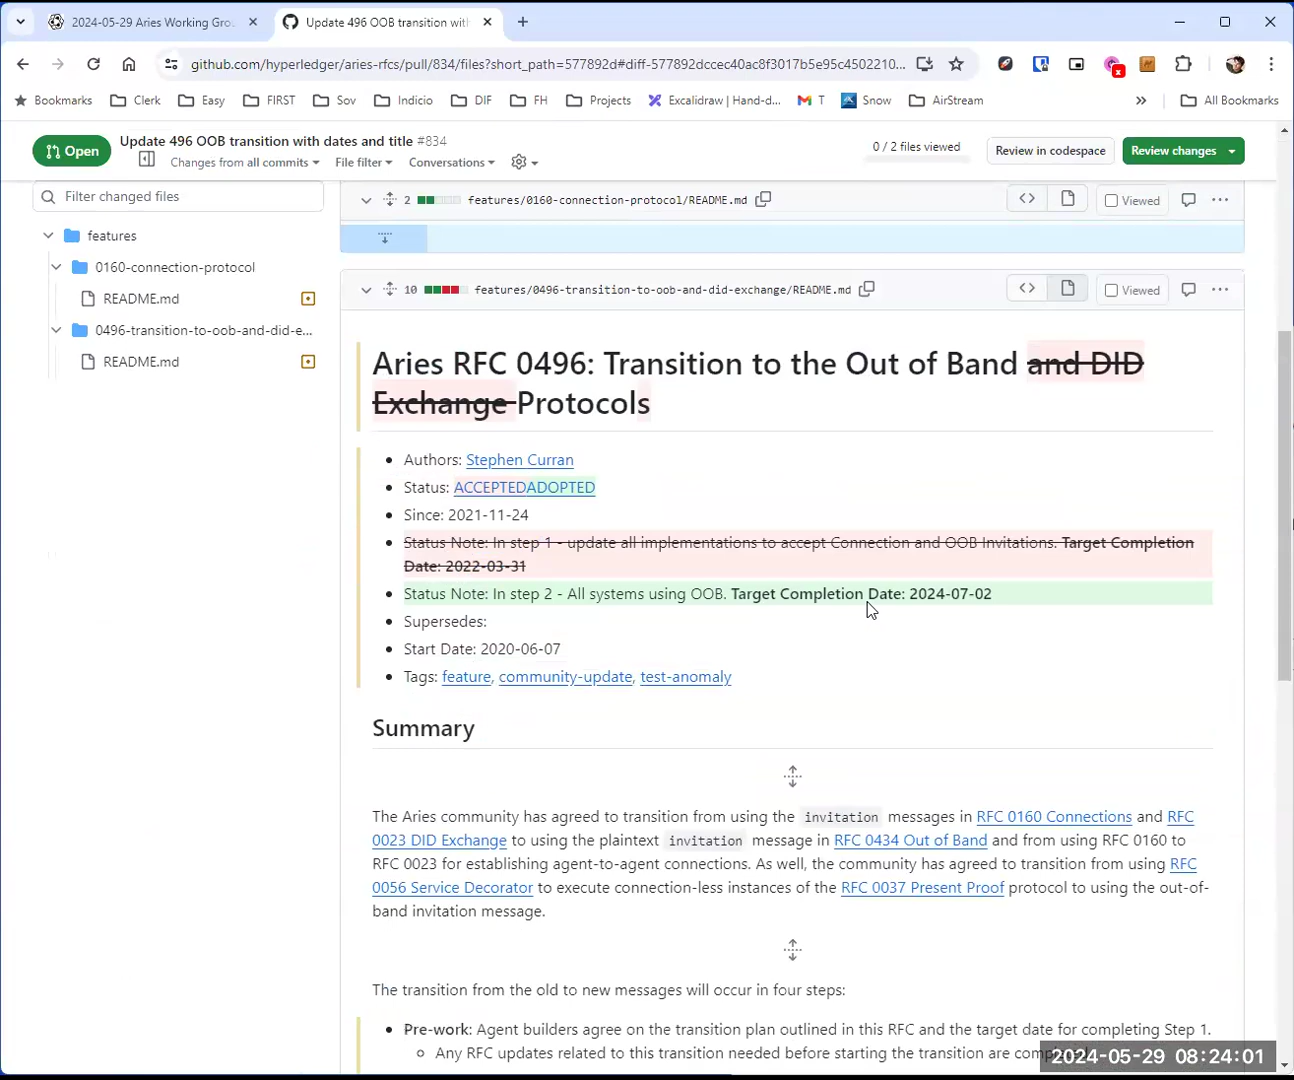 2024-05-29 Aries Working Gro
Update 496 OOB transition with
github.com/hyperledger/aries-rfcs/pull/834/files?short_path=577892d#diff-577892dccec40ac8f3017b5e95c4502210...
Bookmarks Clerk Easy FIRST Sov Indicio DIF FH Projects Excalidraw | Hand-d... T Snow AirStream » All Bookmarks
Open
Update 496 OOB transition with dates and title #834
Changes from all commits File filter Conversations
0 / 2 files viewed
Review in codespace
Review changes
Filter changed files
features
0160-connection-protocol
README.md
0496-transition-to-oob-and-did-e...
README.md
2 features/0160-connection-protocol/README.md
Viewed
10 features/0496-transition-to-oob-and-did-exchange/README.md
Viewed
Aries RFC 0496: Transition to the Out of Band and DID
Exchange Protocols
Authors: Stephen Curran
Status: ACCEPTEDADOPTED
Since: 2021-11-24
Status Note: In step 1 - update all implementations to accept Connection and OOB Invitations. Target Completion
Date: 2022-03-31
Status Note: In step 2 - All systems using OOB. Target Completion Date: 2024-07-02
Supersedes:
Start Date: 2020-06-07
Tags: feature, community-update, test-anomaly
Summary
The Aries community has agreed to transition from using the invitation messages in RFC 0160 Connections and RFC
0023 DID Exchange to using the plaintext invitation message in RFC 0434 Out of Band and from using RFC 0160 to
RFC 0023 for establishing agent-to-agent connections. As well, the community has agreed to transition from using RFC
0056 Service Decorator to execute connection-less instances of the RFC 0037 Present Proof protocol to using the out-of-
band invitation message.
The transition from the old to new messages will occur in four steps:
Pre-work: Agent builders agree on the transition plan outlined in this RFC and the target date for completing Step 1.
Any RFC updates related to this transition needed before starting the transition are
2024-05-29 08:24:01